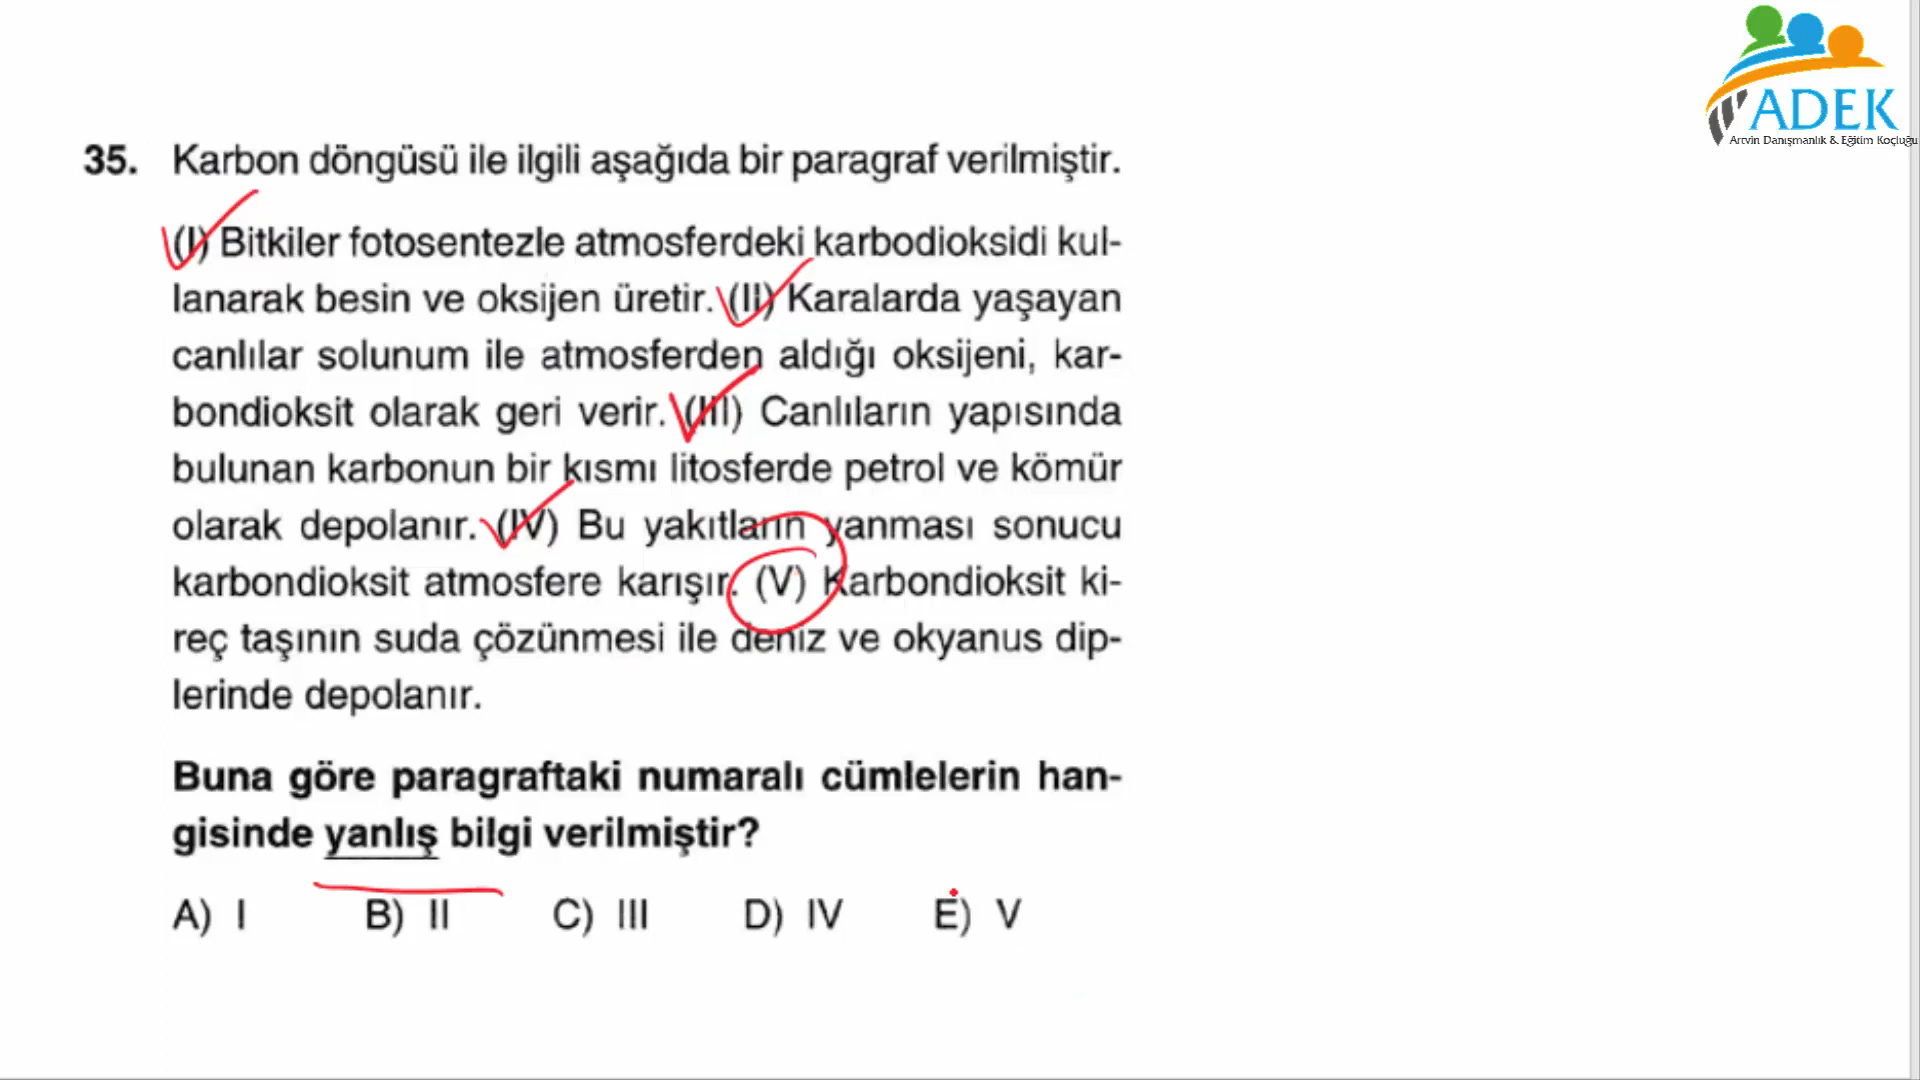 ADEK
Artvin Danışmanlık & Eğitim Koçluğu
35. Karbon döngüsü ile ilgili aşağıda bir paragraf verilmiştir.
(I) Bitkiler fotosentezle atmosferdeki karbodioksidi kul-
lanarak besin ve oksijen üretir. (II) Karalarda yaşayan
canlılar solunum ile atmosferden aldığı oksijeni, kar-
bondioksit olarak geri verir. (III) Canlıların yapısında
bulunan karbonun bir kısmı litosferde petrol ve kömür
olarak depolanır. (IV) Bu yakıtların yanması sonucu
karbondioksit atmosfere karışır. (V) Karbondioksit ki-
reç taşının suda çözünmesi ile deniz ve okyanus dip-
lerinde depolanır.
Buna göre paragraftaki numaralı cümlelerin han-
gisinde yanlış bilgi verilmiştir?
A) I B) II C) III D) IV E) V